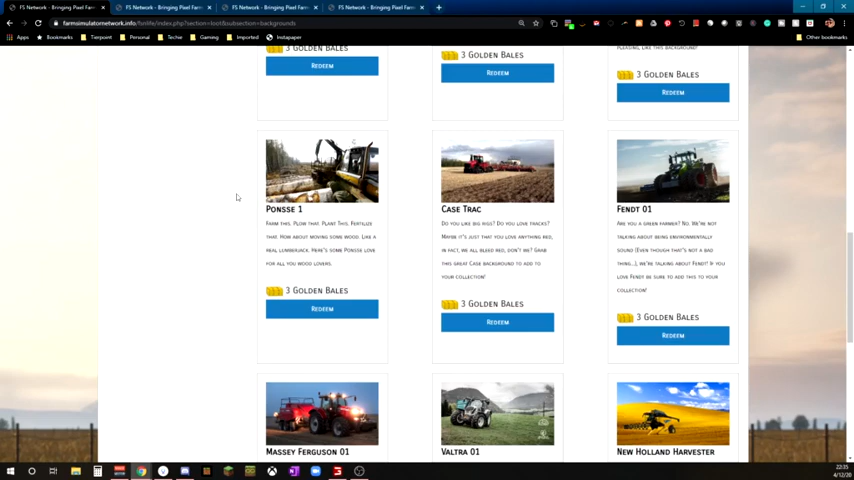 FS Network - Bringing Pixel Farm
FS Network - Bringing Pixel Farm
FS Network - Bringing Pixel Farm
FS Network - Bringing Pixel Farm
farmsimulatornetwork.info/funlife/index.php?section=loot&subsection=backgrounds
Apps
Bookmarks
Tierpoint
Personal
Techie
Gaming
Imported
Instapaper
Other bookmarks
3 Golden Bales
Redeem
3 Golden Bales
Redeem
pleasing, like this background!
3 Golden Bales
Redeem
Ponsse 1
Farm this. Plow that. Plant This. Fertilize
that. How about moving some wood. Like a
real lumberjack. Here's some Ponsse love
for all you wood lovers.
3 Golden Bales
Redeem
Case Trac
Do you like big rigs? Do you love tracks?
Maybe it's just that you love anything red,
in fact, we all bleed red, don't we? Grab
this great Case background to add to
your collection!
3 Golden Bales
Redeem
Fendt 01
Are you a green farmer? No, we're not
talking about being environmentally
sound (Even though that's not a bad
thing...), we're talking about Fendt! If you
love Fendt be sure to add this to your
collection!
3 Golden Bales
Redeem
Massey Ferguson 01
Valtra 01
New Holland Harvester
22:35
4/12/20